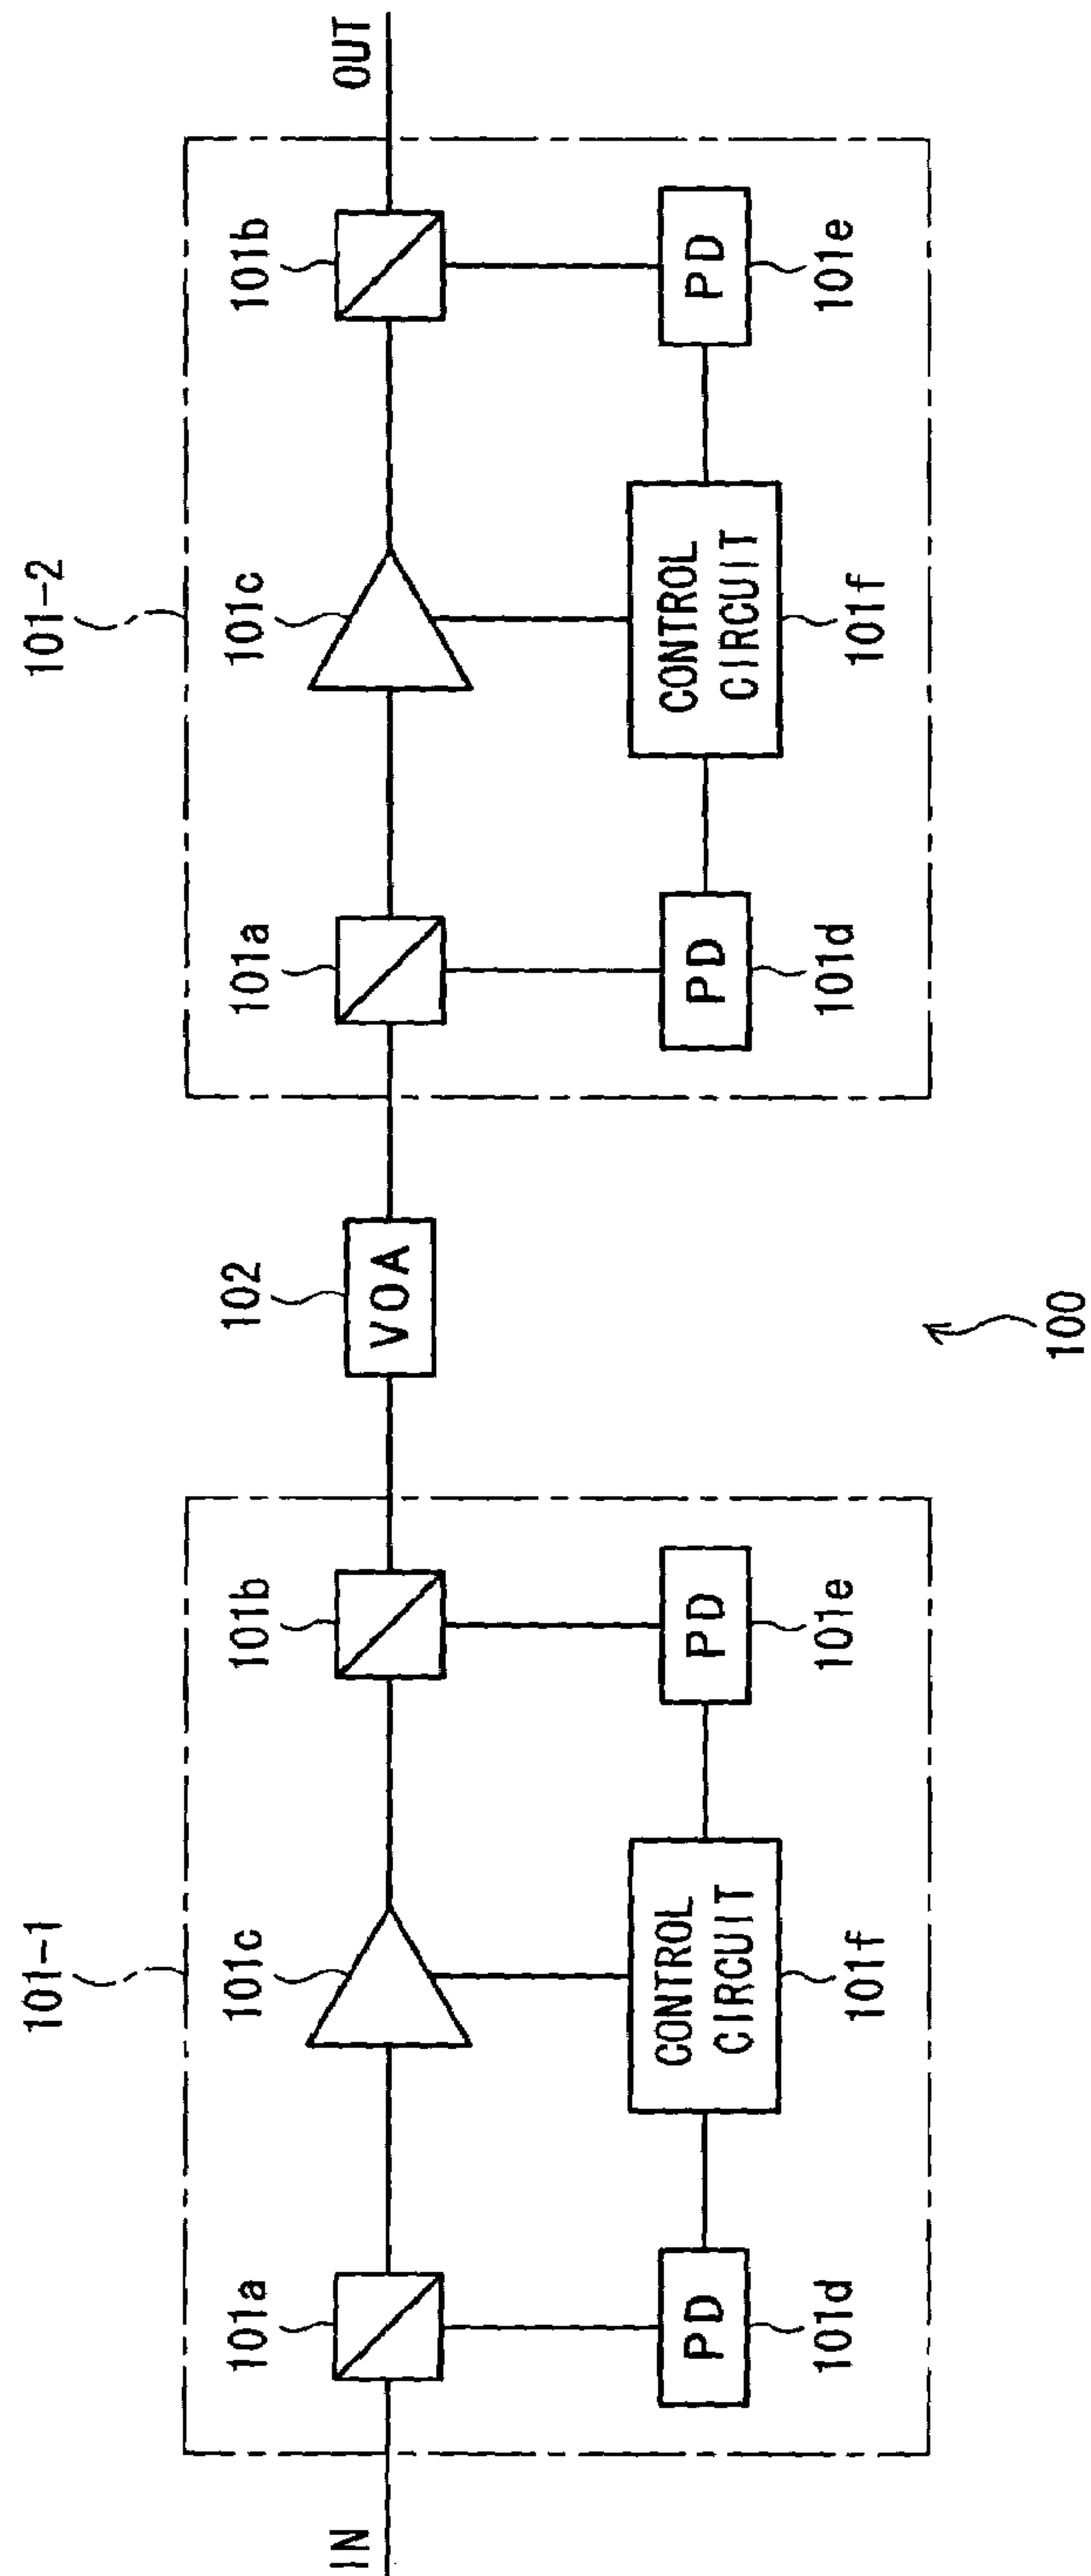 101-1
101-2
101a
101c
101b
102
101a
101c
101b
IN
VOA
OUT
PD
CONTROL
CIRCUIT
PD
PD
CONTROL
CIRCUIT
PD
101d
101f
101e
101d
101f
101e
100